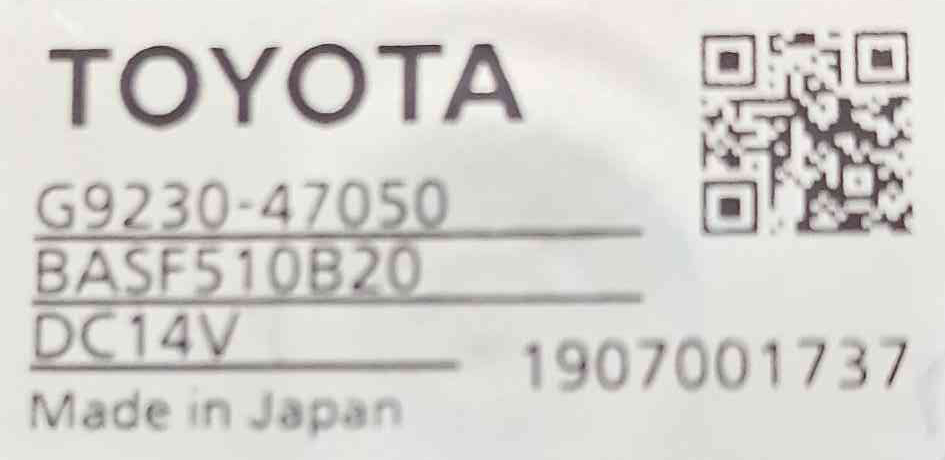 TOYOTA
G9230-47050
BASF510B20
DC14V
1907001737
Made in Japan